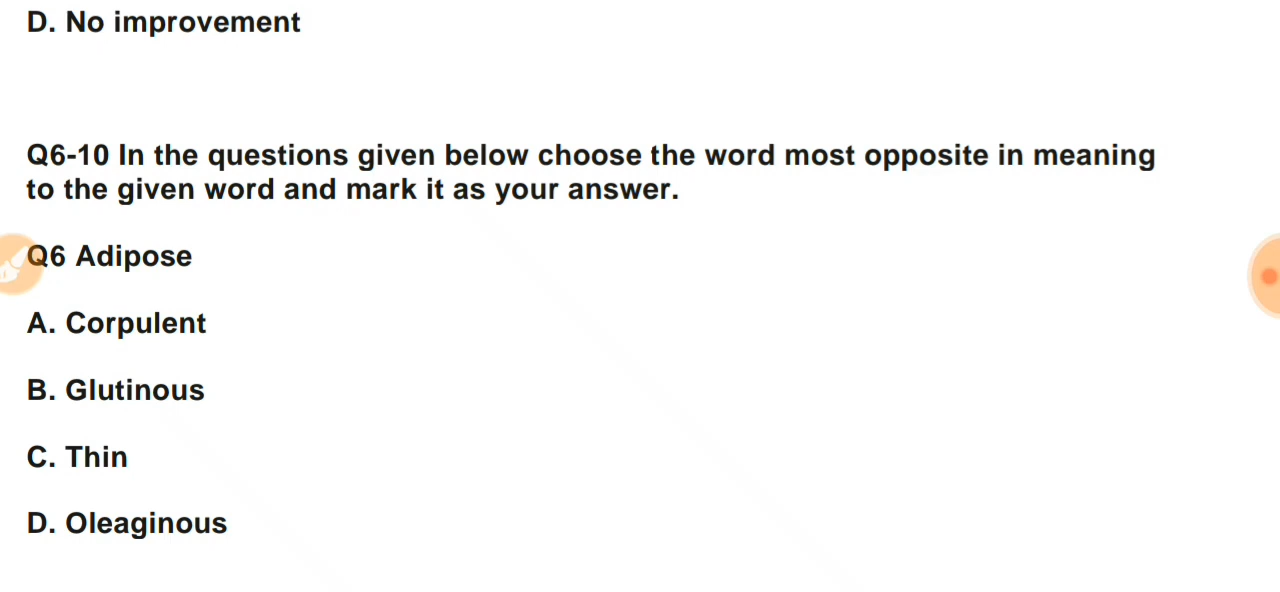 D. No improvement
Q6-10 In the questions given below choose the word most opposite in meaning
to the given word and mark it as your answer.
Q6 Adipose
A. Corpulent
B. Glutinous
C. Thin
D. Oleaginous